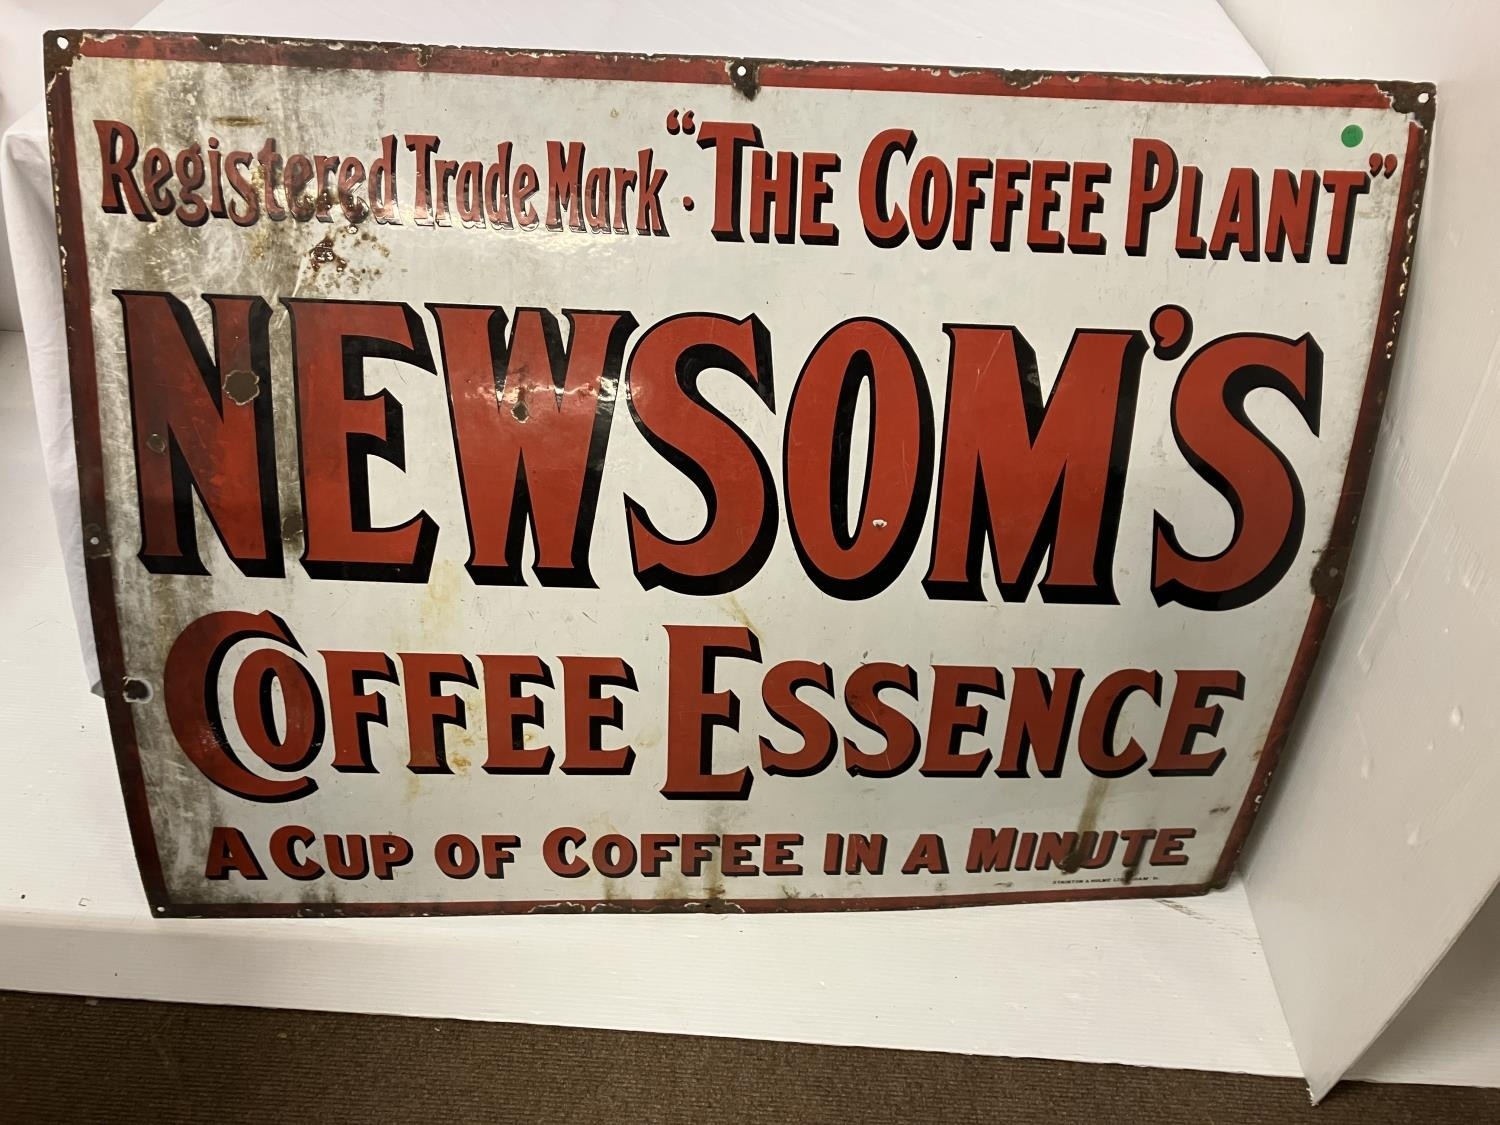 Registered Trade Mark · "THE COFFEE PLANT"
NEWSOM'S
COFFEE ESSENCE
A CUP OF COFFEE IN A MINUTE